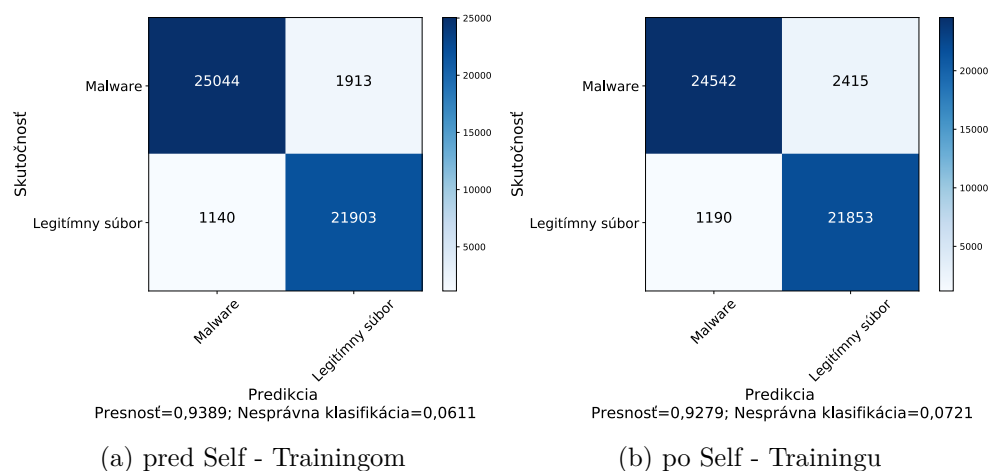 25000
20000
15000
10000
5000
Skutočnosť
Malware
Legitímny súbor
25044 1913
1140 21903
Malware
Legitímny súbor
Predikcia
Presnosť=0,9389; Nesprávna klasifikácia=0,0611
(a) pred Self - Trainingom
20000
15000
10000
5000
Skutočnosť
Malware
Legitímny súbor
24542 2415
1190 21853
Malware
Legitímny súbor
Predikcia
Presnosť=0,9279; Nesprávna klasifikácia=0,0721
(b) po Self - Trainingu